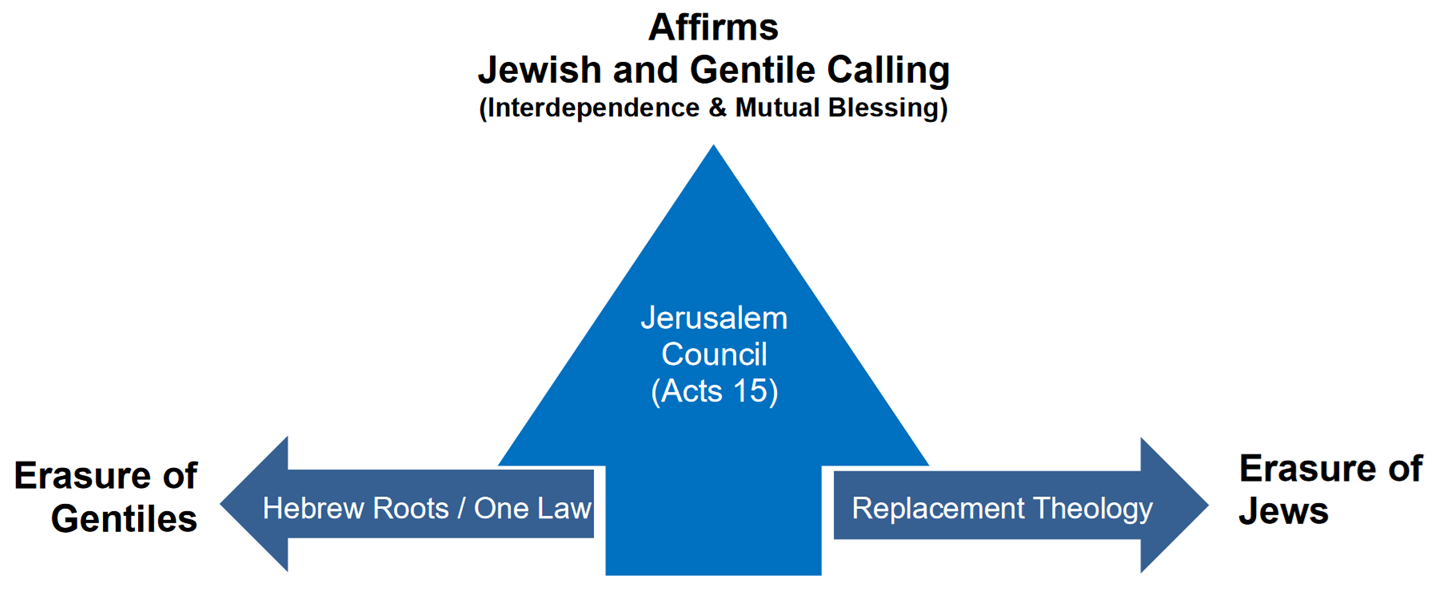 Affirms
Jewish and Gentile Calling
(Interdependence & Mutual Blessing)
Jerusalem
Council
(Acts 15)
Erasure of
Gentiles
Hebrew Roots / One Law
Replacement Theology
Erasure of
Jews